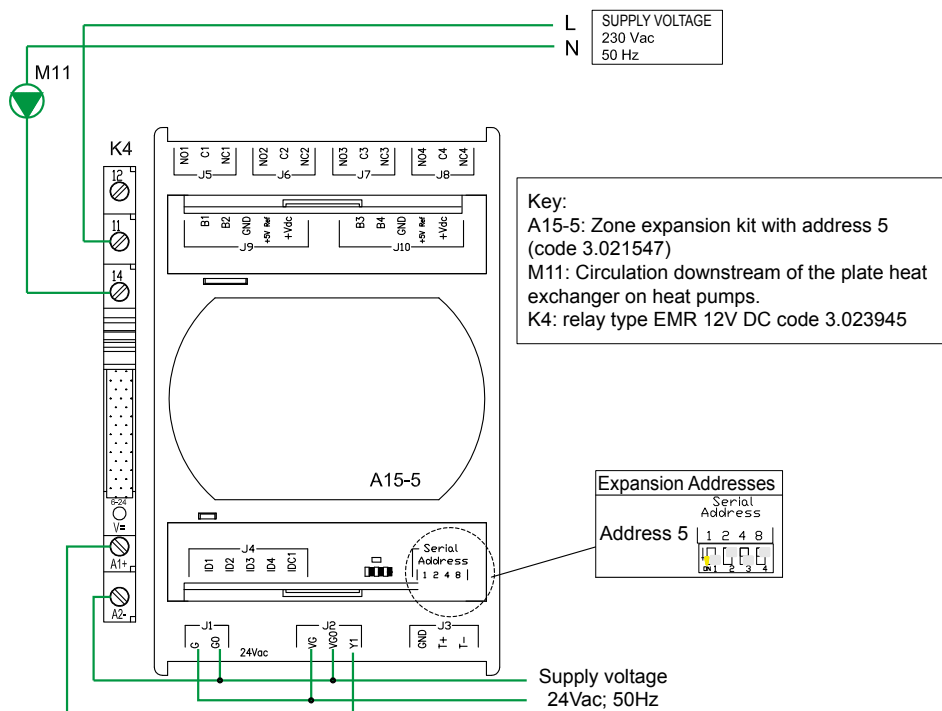 L
N
SUPPLY VOLTAGE
230 Vac
50 Hz
M11
K4
12
11
14
6-24
V=
A1+
A2-
NO1 C1 NC1
NO2 C2 NC2
NO3 C3 NC3
NO4 C4 NC4
J5 J6 J7 J8
B1 B2 GND +5V Ref +Vdc
B3 B4 GND +5V Ref +Vdc
J9 J10
Key:
A15-5: Zone expansion kit with address 5
(code 3.021547)
M11: Circulation downstream of the plate heat
exchanger on heat pumps.
K4: relay type EMR 12V DC code 3.023945
A15-5
Expansion Addresses
Serial
Address
Address 5
1 2 4 8
ON 1 2 3 4
J4
ID1 ID2 ID3 ID4 IDC1
Serial
Address
1 2 4 8
J1 J2 J3
G G0
24Vac
VG VG0 Y1
GND T+ T-
Supply voltage
24Vac; 50Hz